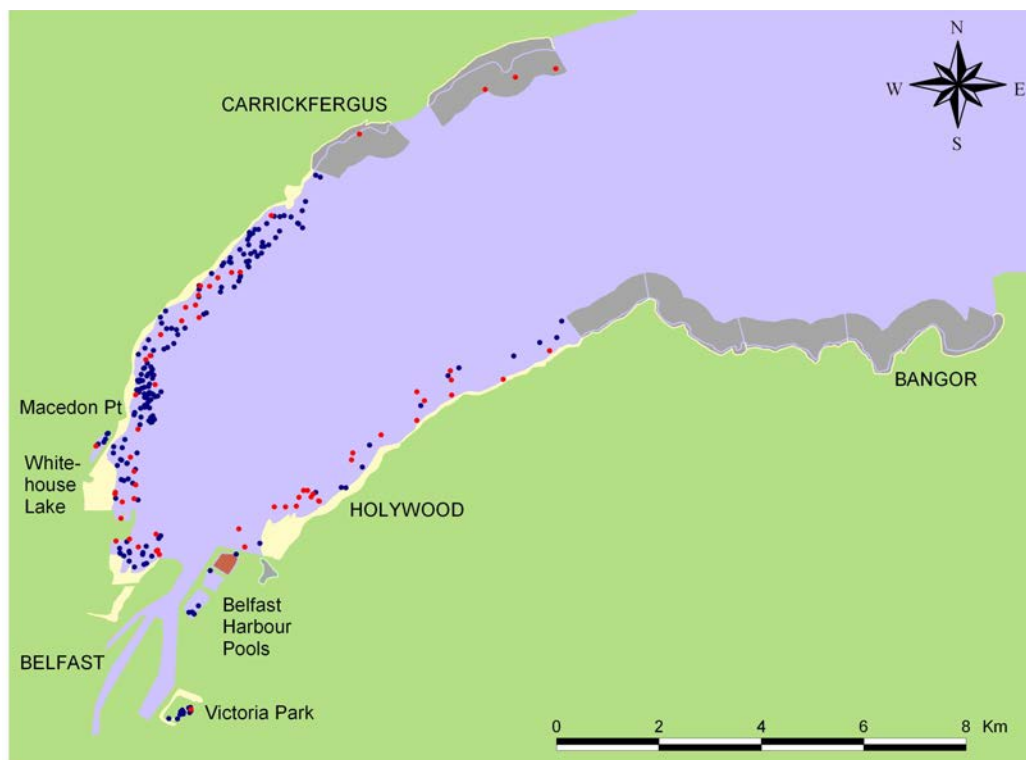 N
W
E
S
CARRICKFERGUS
BANGOR
Macedon Pt
White-
house
Lake
HOLYWOOD
Belfast
Harbour
Pools
BELFAST
Victoria Park
0 2 4 6 8 Km